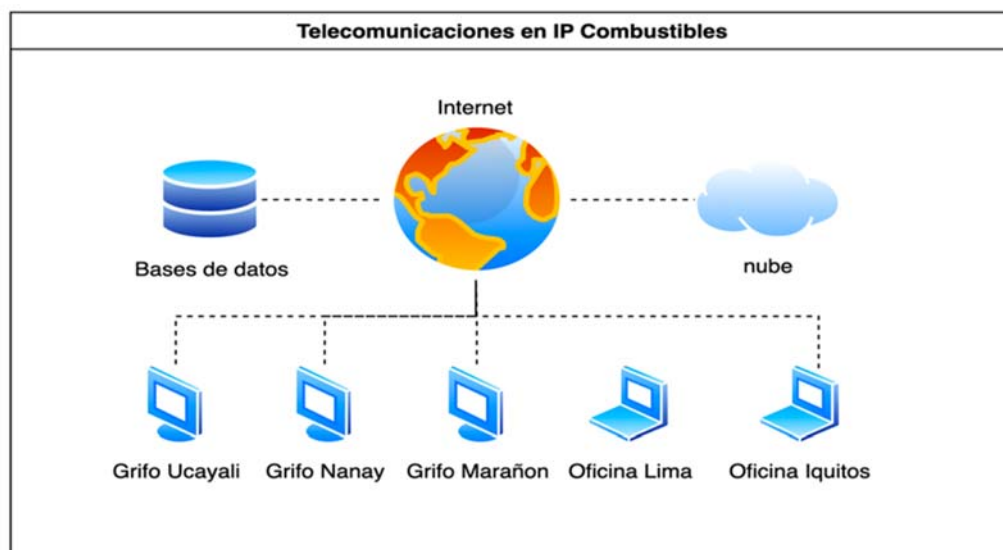 Telecomunicaciones en IP Combustibles
Internet
Bases de datos
nube
Grifo Ucayali
Grifo Nanay
Grifo Marañon
Oficina Lima
Oficina Iquitos